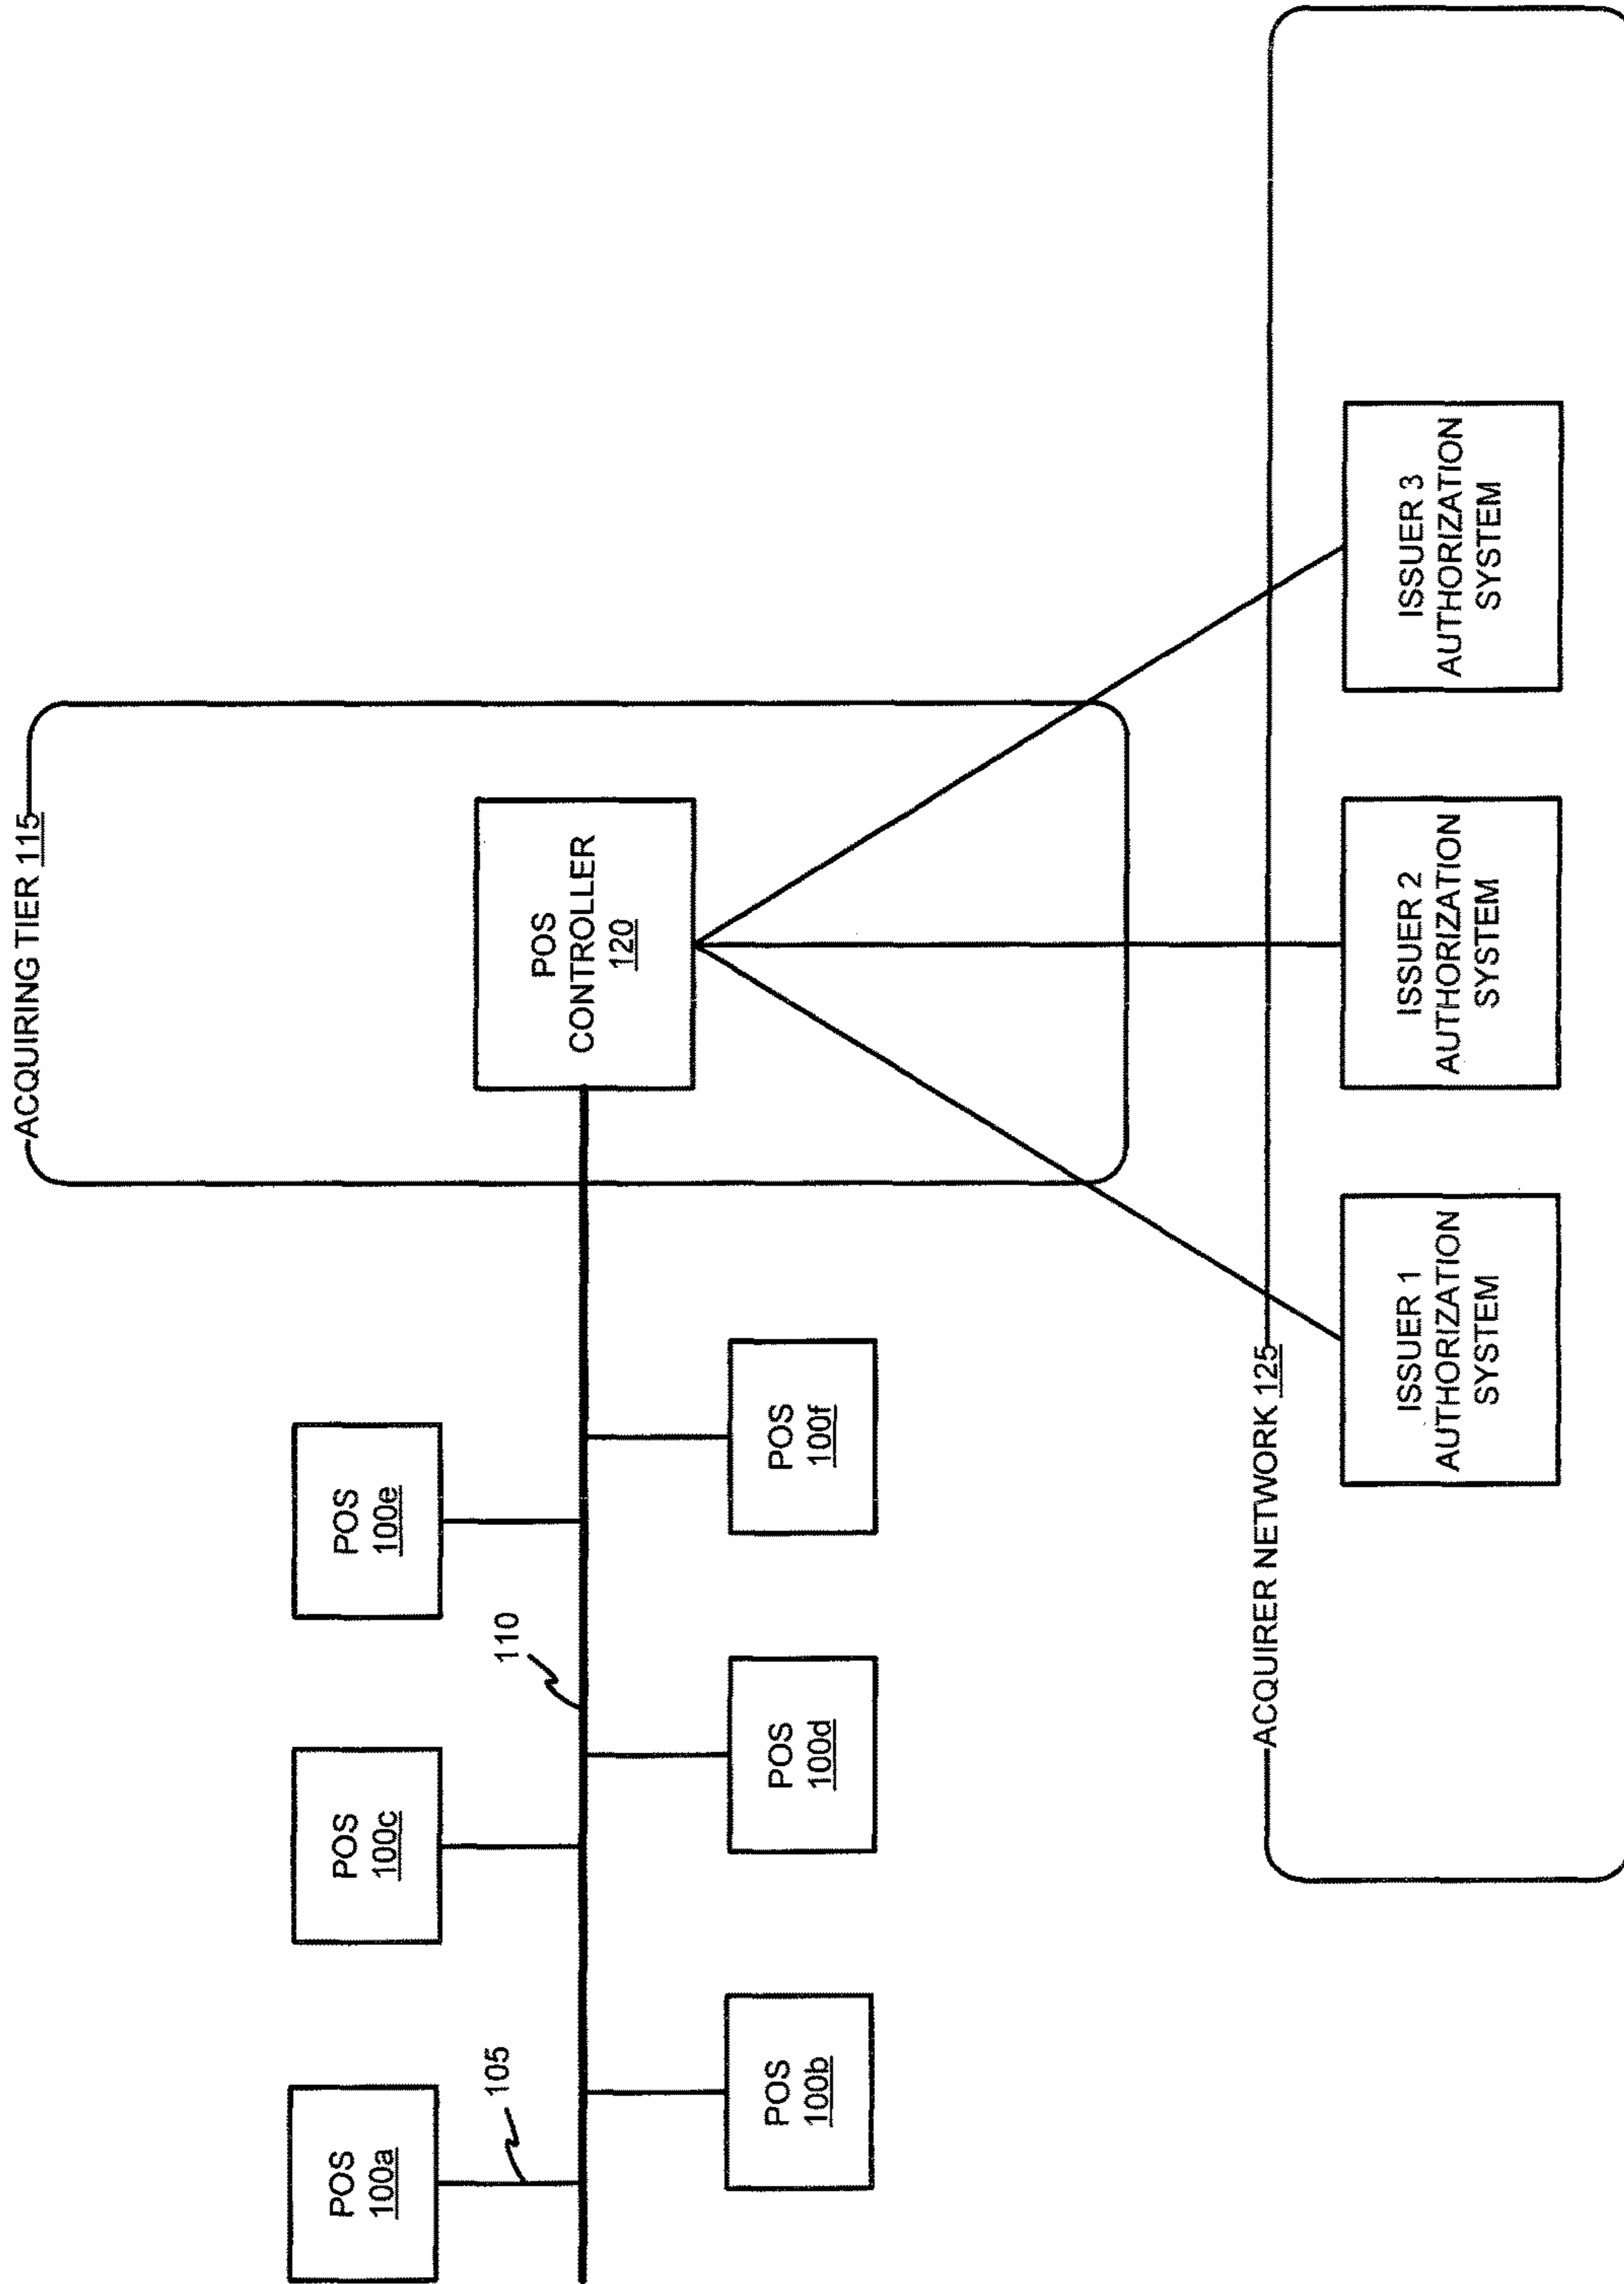 ACQUIRING TIER 115
POS
100a
POS
100c
POS
100e
105
110
POS
CONTROLLER
120
POS
100b
POS
100d
POS
100f
ACQUIRER NETWORK 125
ISSUER 1
AUTHORIZATION
SYSTEM
ISSUER 2
AUTHORIZATION
SYSTEM
ISSUER 3
AUTHORIZATION
SYSTEM